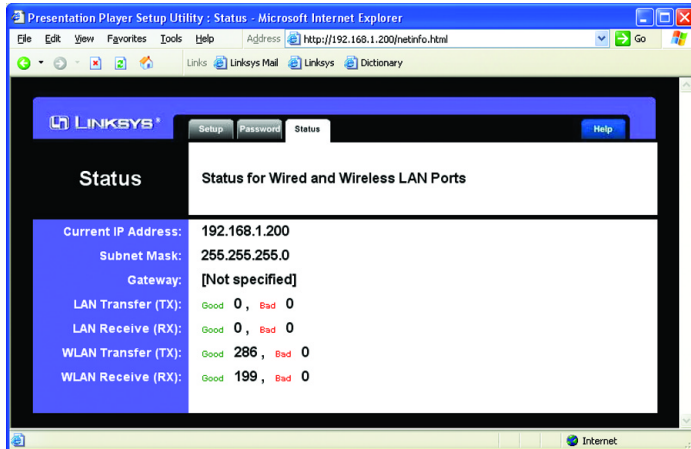 Presentation Player Setup Utility : Status - Microsoft Internet Explorer
File Edit View Favorites Tools Help Address http://192.168.1.200/netinfo.html Go
Links Linksys Mail Linksys Dictionary
LINKSYS®
Setup Password Status Help
Status
Status for Wired and Wireless LAN Ports
Current IP Address: 192.168.1.200
Subnet Mask: 255.255.255.0
Gateway: [Not specified]
LAN Transfer (TX): Good 0 , Bad 0
LAN Receive (RX): Good 0 , Bad 0
WLAN Transfer (TX): Good 286 , Bad 0
WLAN Receive (RX): Good 199 , Bad 0
Internet